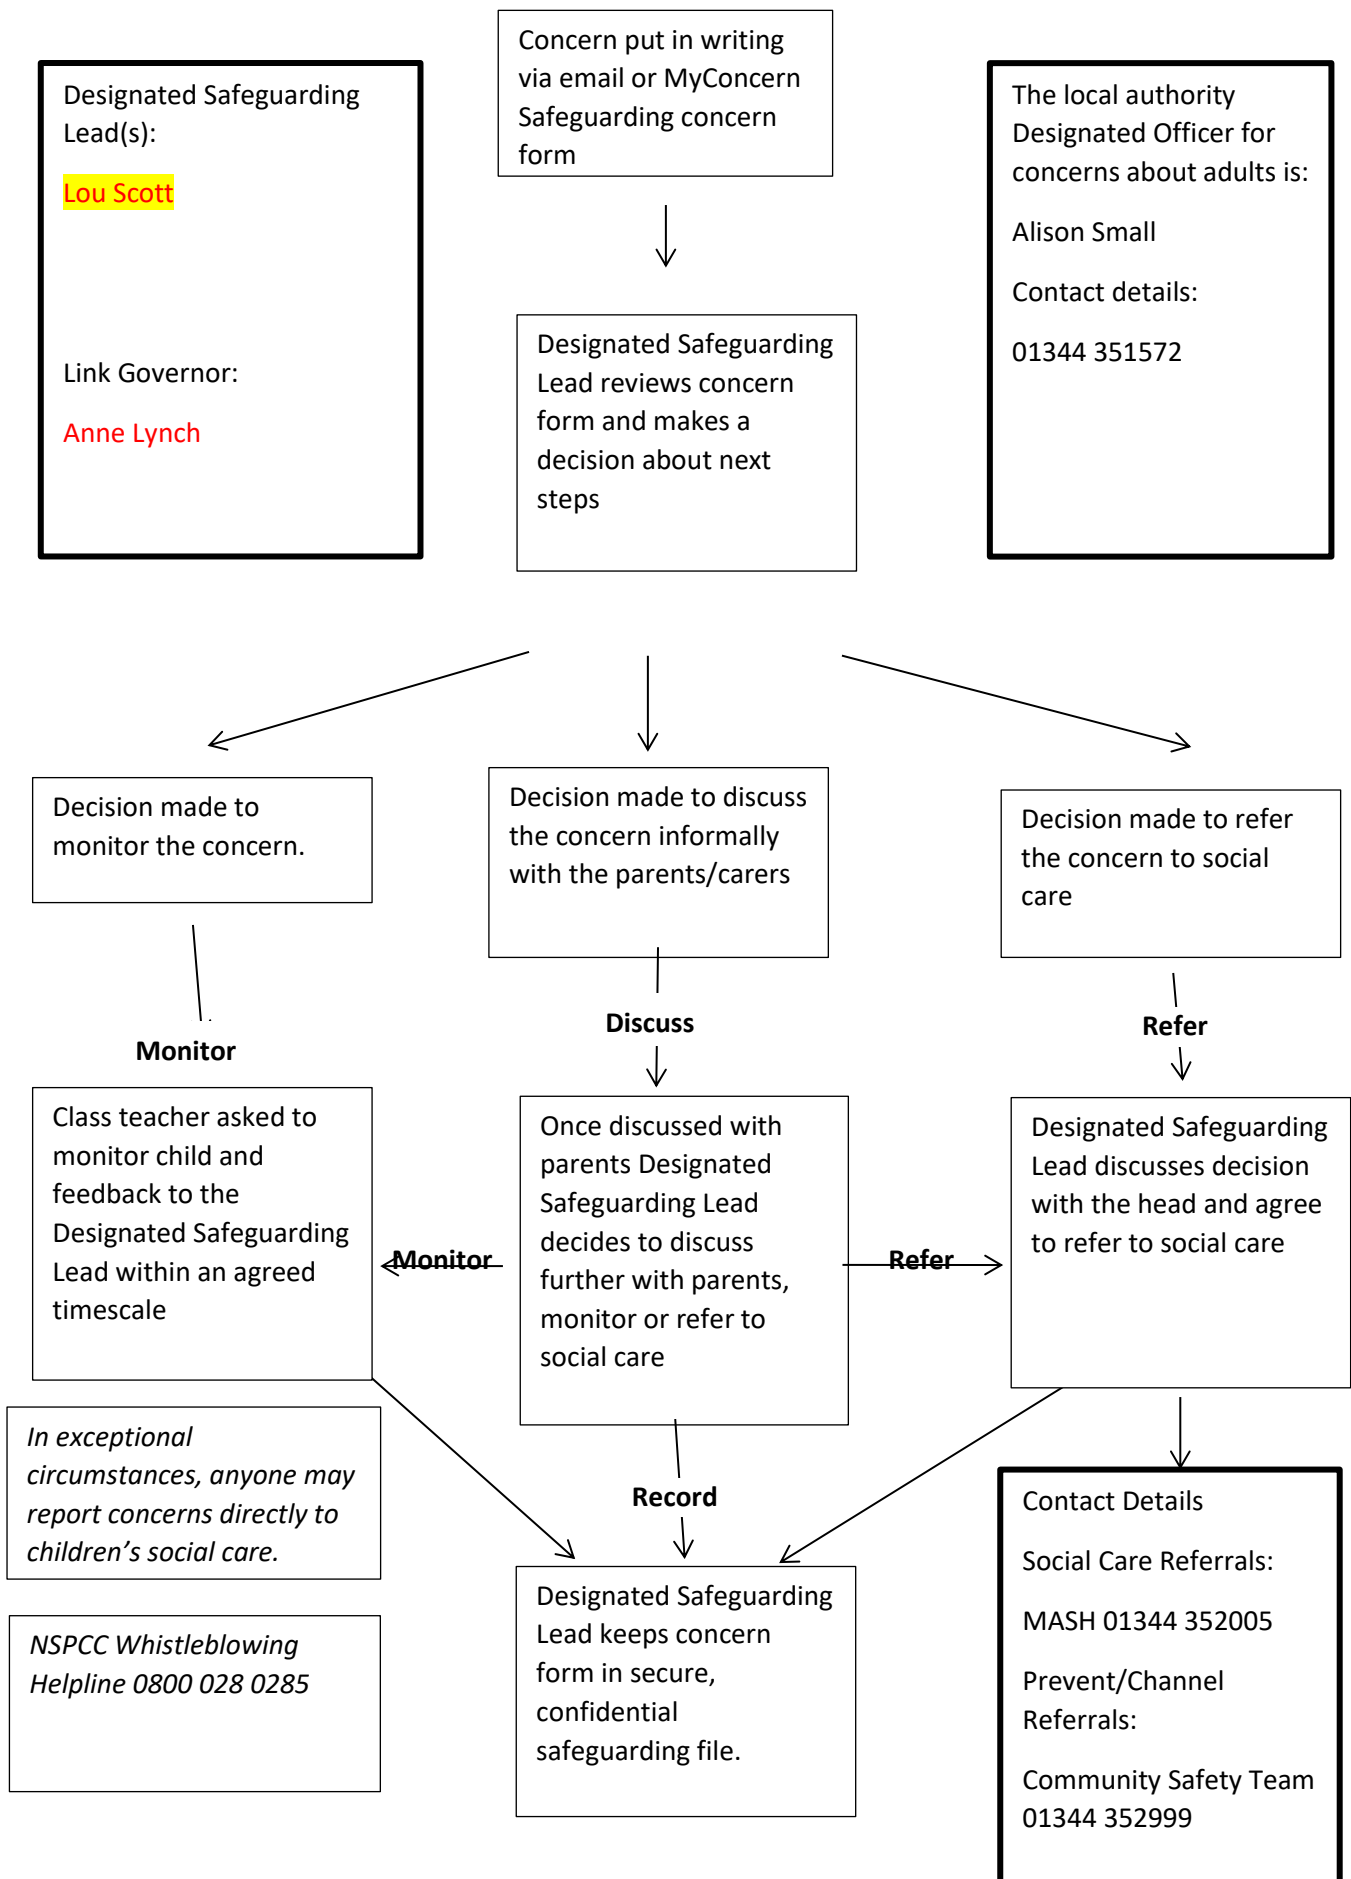 Concern put in writing
via email or MyConcern
Safeguarding concern
form
Designated Safeguarding
Lead(s):
Lou Scott
Link Governor:
Anne Lynch
The local authority
Designated Officer for
concerns about adults is:
Alison Small
Contact details:
01344 351572
Designated Safeguarding
Lead reviews concern
form and makes a
decision about next
steps
Decision made to
monitor the concern.
Decision made to discuss
the concern informally
with the parents/carers
Decision made to refer
the concern to social
care
Monitor
Discuss
Refer
Class teacher asked to
monitor child and
feedback to the
Designated Safeguarding
Lead within an agreed
timescale
Monitor
Once discussed with
parents Designated
Safeguarding Lead
decides to discuss
further with parents,
monitor or refer to
social care
Refer
Designated Safeguarding
Lead discusses decision
with the head and agree
to refer to social care
In exceptional
circumstances, anyone may
report concerns directly to
children’s social care.
NSPCC Whistleblowing
Helpline 0800 028 0285
Record
Designated Safeguarding
Lead keeps concern
form in secure,
confidential
safeguarding file.
Contact Details
Social Care Referrals:
MASH 01344 352005
Prevent/Channel
Referrals:
Community Safety Team
01344 352999